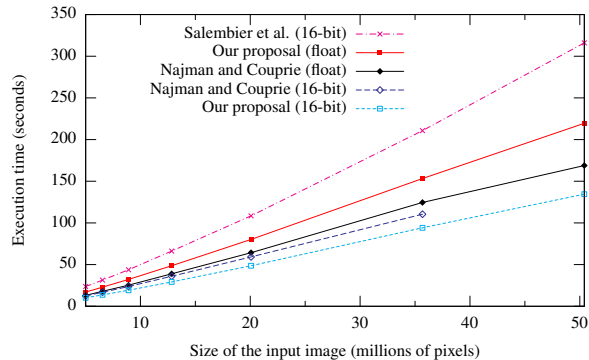 350
300
250
200
150
100
50
0
Execution time (seconds)
Salembier et al. (16-bit)
Our proposal (float)
Najman and Couprie (float)
Najman and Couprie (16-bit)
Our proposal (16-bit)
10 20 30 40 50
Size of the input image (millions of pixels)